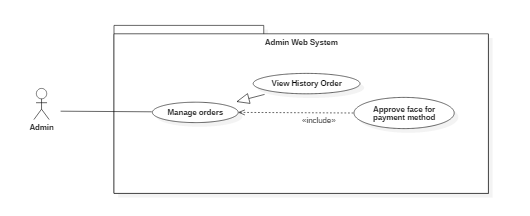 Admin Web System
View History Order
Manage orders
Approve face for
payment method
«include»
Admin